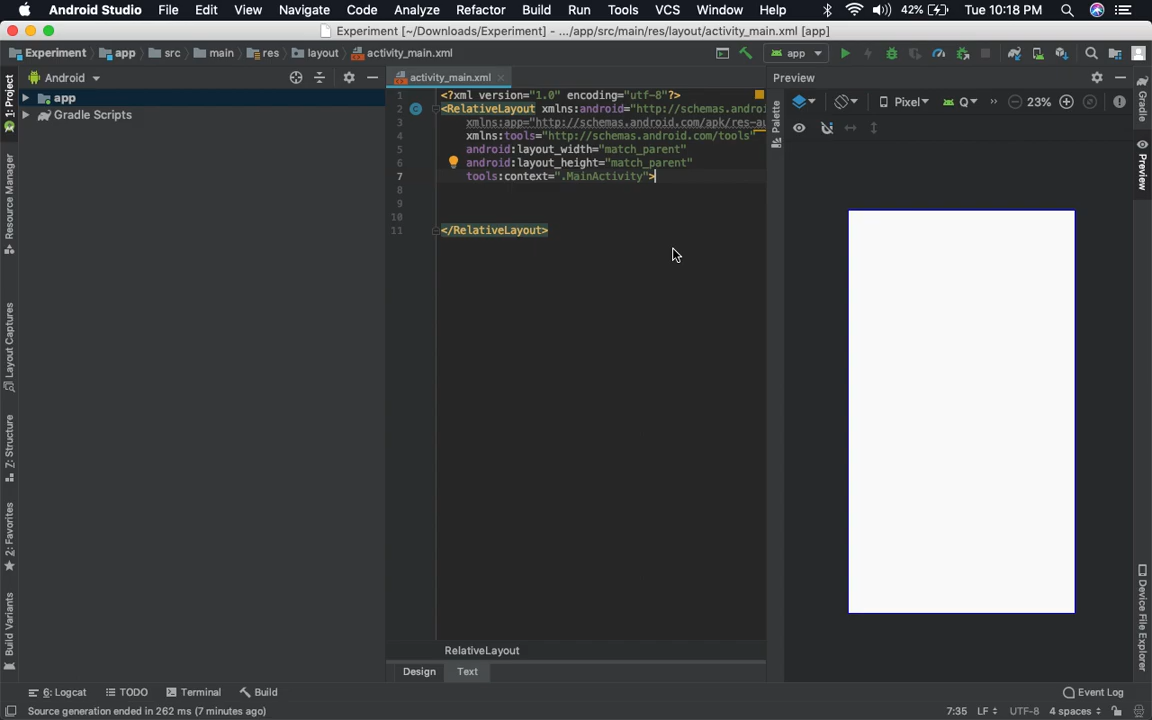 Android Studio File Edit View Navigate Code Analyze Refactor Build Run Tools VCS Window Help 42% Tue 10:18 PM
Experiment [~/Downloads/Experiment] - .../app/src/main/res/layout/activity_main.xml [app]
Experiment app src main res layout activity_main.xml app
Android
activity_main.xml
Preview
app
Gradle Scripts
1 <?xml version="1.0" encoding="utf-8"?>
2 <RelativeLayout xmlns:android="http://schemas.androi
3 xmlns:app="http://schemas.android.com/apk/res-au
4 xmlns:tools="http://schemas.android.com/tools"
5 android:layout_width="match_parent"
6 android:layout_height="match_parent"
7 tools:context=".MainActivity">
8
9
10
11 </RelativeLayout>
Pixel Q » 23%
1: Project
Resource Manager
Layout Captures
Z: Structure
2: Favorites
Build Variants
Palette
Gradle
Preview
Device File Explorer
RelativeLayout
Design Text
6: Logcat TODO Terminal Build Event Log
Source generation ended in 262 ms (7 minutes ago) 7:35 LF UTF-8 4 spaces